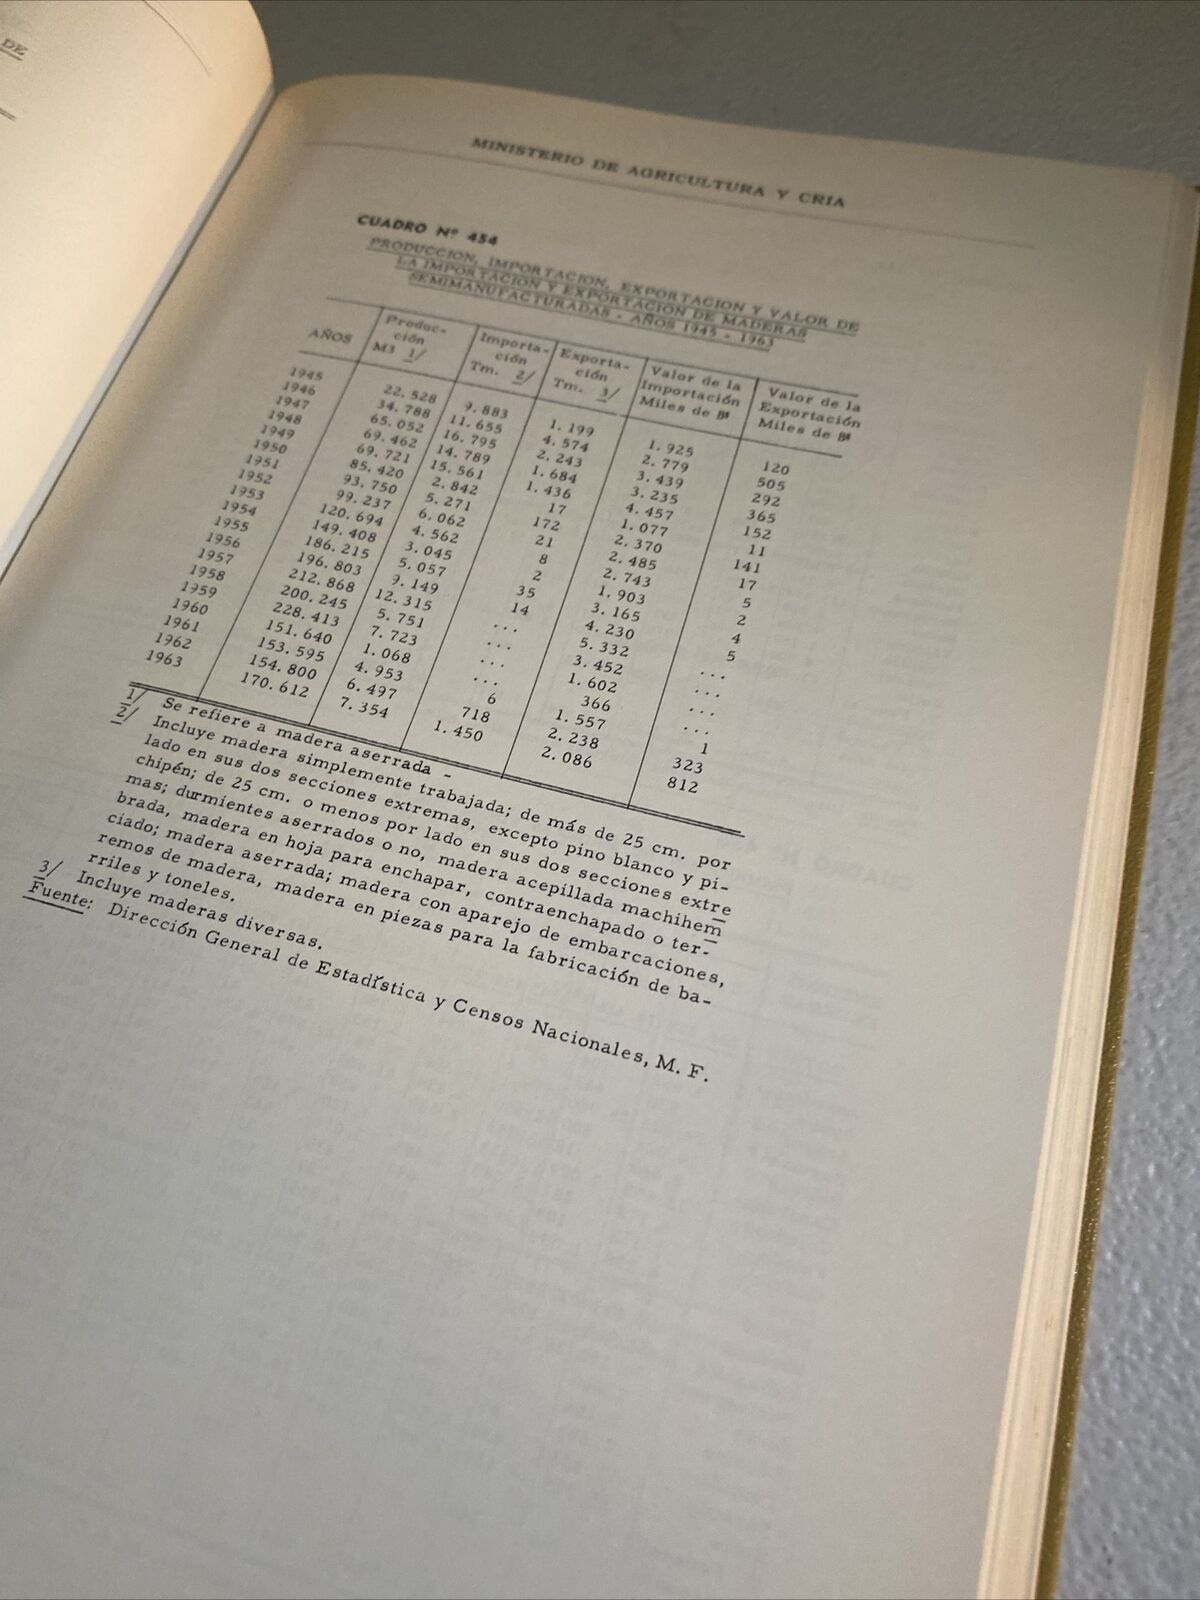 DE
MINISTERIO DE AGRICULTURA Y CRIA
CUADRO Nº 454
PRODUCCION, IMPORTACION, EXPORTACION Y VALOR DE
LA IMPORTACION Y EXPORTACION DE MADERAS
SEMIMANUFACTURADAS - AÑOS 1945 - 1963
AÑOS Produc-ción M3 1/ Importa-ción Tm. 2/ Exporta-ción Tm. 3/ Valor de la Importación Miles de Bs Valor de la Exportación Miles de Bs
1945 22.528 9.883 1.199 1.925 120
1946 34.788 11.655 4.574 2.779 505
1947 65.052 16.795 2.243 3.439 292
1948 69.462 14.789 1.684 3.235 365
1949 69.721 15.561 1.436 4.457 152
1950 85.420 2.842 17 1.077 11
1951 93.750 5.271 172 2.370 141
1952 99.237 6.062 21 2.485 17
1953 120.694 4.562 8 2.743 5
1954 149.408 3.045 2 1.903 2
1955 186.215 5.057 35 3.165 4
1956 196.803 9.149 14 4.230 5
1957 212.868 12.315 ... 5.332 ...
1958 200.245 5.751 ... 3.452 ...
1959 228.413 7.723 ... 1.602 ...
1960 151.640 1.068 ... 366 ...
1961 153.595 4.953 6 1.557 1
1962 154.800 6.497 718 2.238 323
1963 170.612 7.354 1.450 2.086 812
1/ Se refiere a madera aserrada -
2/ Incluye madera simplemente trabajada; de más de 25 cm. por
lado en sus dos secciones extremas, excepto pino blanco y pi-
chipén; de 25 cm. o menos por lado en sus dos secciones extre
mas; durmientes aserrados o no, madera acepillada machihem
brada, madera en hoja para enchapar, contraenchapado o ter-
ciado; madera aserrada; madera con aparejo de embarcaciones,
remos de madera, madera en piezas para la fabricación de ba-
rriles y toneles.
3/ Incluye maderas diversas.
Fuente: Dirección General de Estadística y Censos Nacionales, M. F.